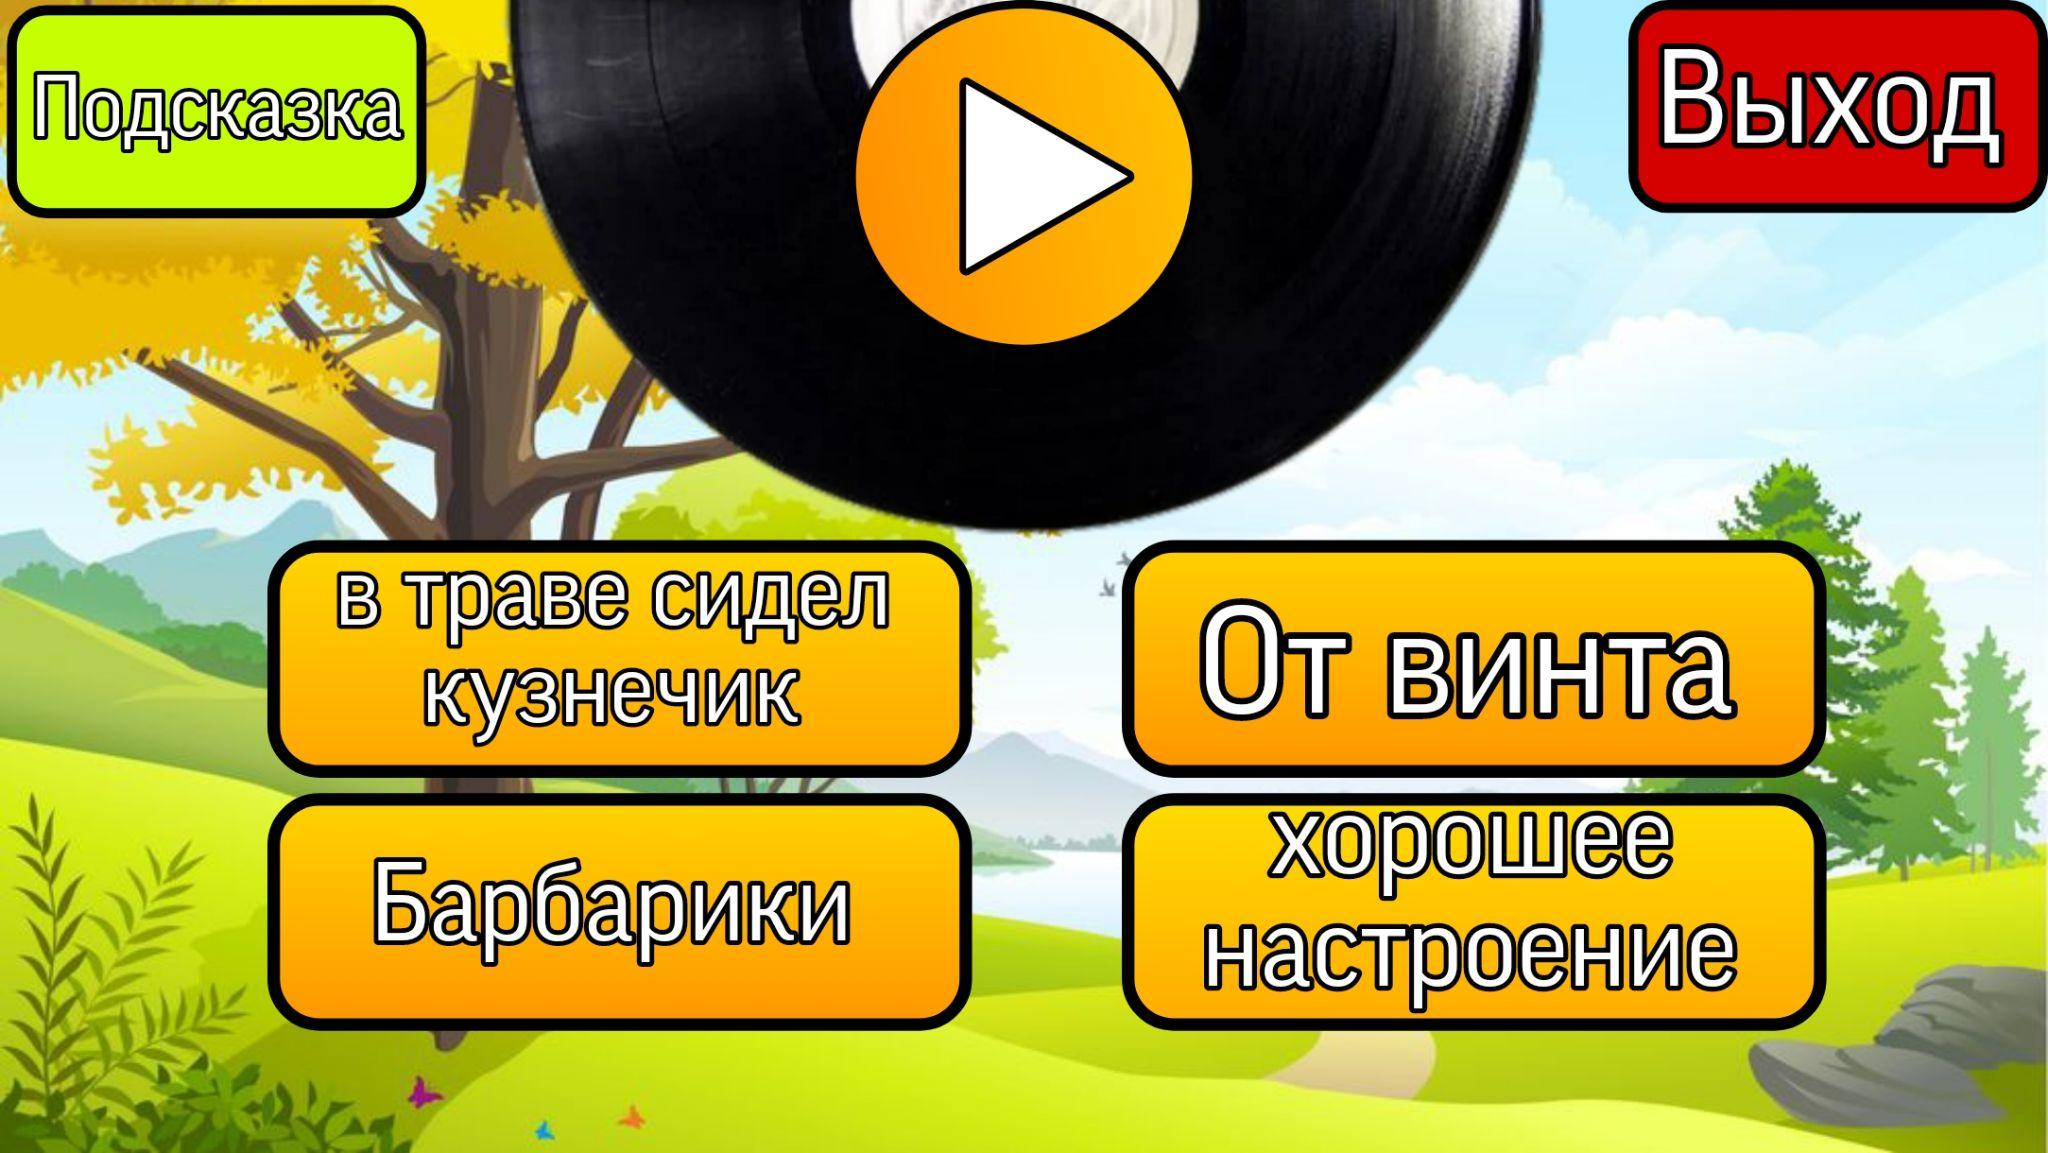 Подсказка
Выход
в траве сидел
кузнечик
От винта
Барбарики
хорошее
настроение